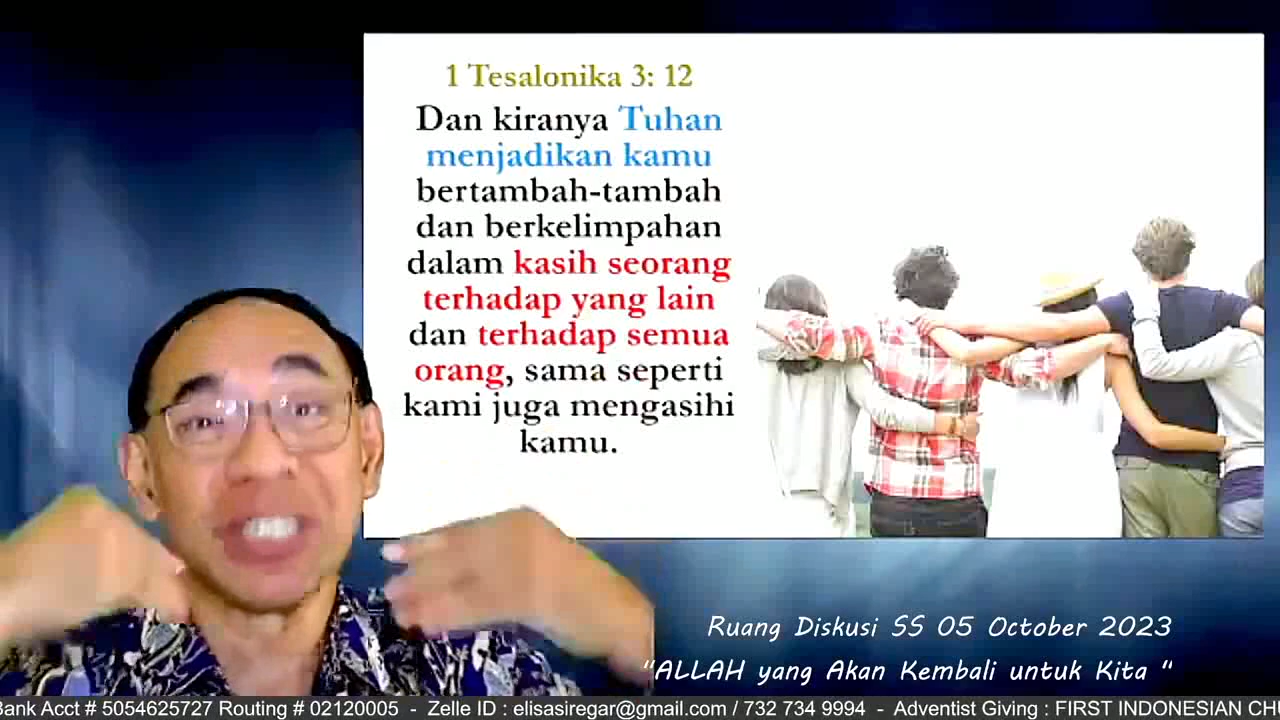 1 Tesalonika 3: 12
Dan kiranya Tuhan
menjadikan kamu
bertambah-tambah
dan berkelimpahan
dalam kasih seorang
terhadap yang lain
dan terhadap semua
orang, sama seperti
kami juga mengasihi
kamu.
Ruang Diskusi SS 05 October 2023
"ALLAH yang Akan Kembali untuk Kita "
Bank Acct # 5054625727 Routing # 02120005 - Zelle ID : elisasiregar@gmail.com / 732 734 9994 - Adventist Giving : FIRST INDONESIAN CHU